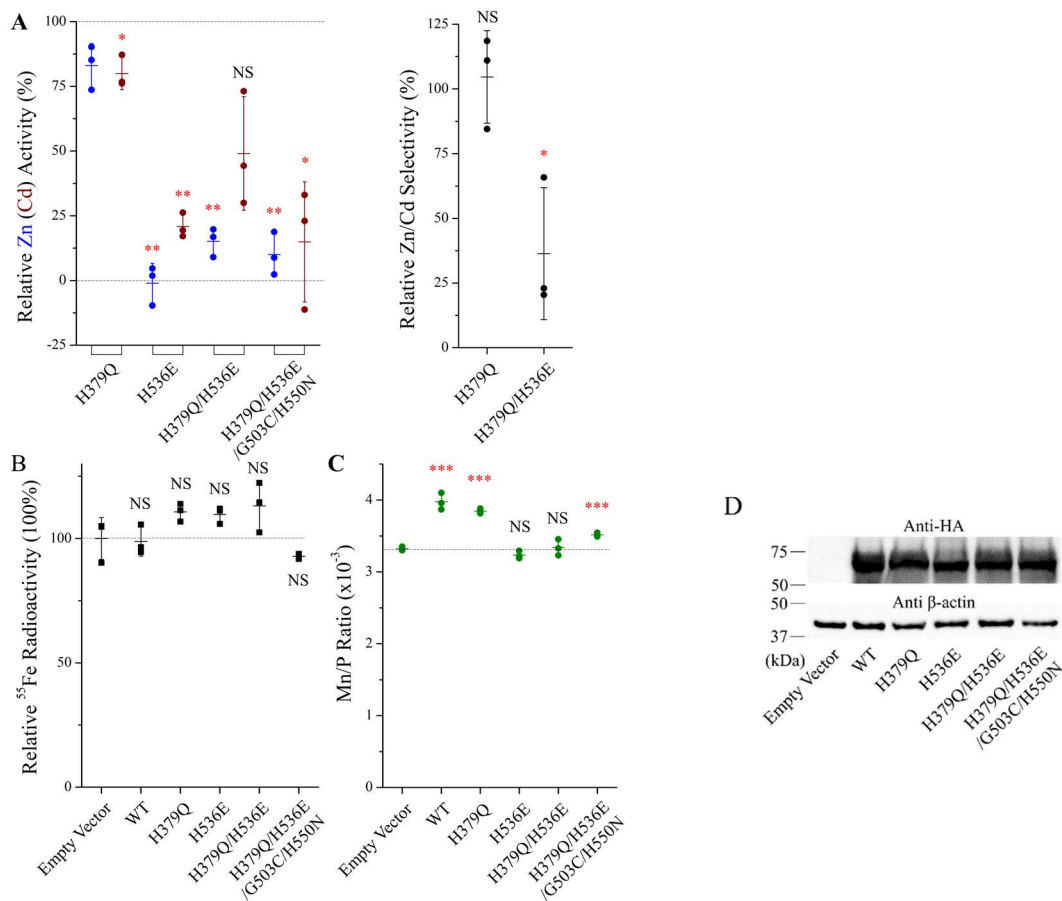 A
Relative Zn (Cd) Activity (%)
100
75
50
25
0
-25
*
**
**
**
NS
**
*
H379Q
H536E
H379Q/H536E
H379Q/H536E
/G503C/H550N
Relative Zn/Cd Selectivity (%)
125
100
75
50
25
0
NS
*
H379Q
H379Q/H536E
B
Relative ⁵⁵Fe Radioactivity (100%)
100
50
0
NS
NS
NS
NS
NS
Empty Vector
WT
H379Q
H536E
H379Q/H536E
H379Q/H536E
/G503C/H550N
C
Mn/P Ratio (x10⁻³)
4
3
2
1
0
***
***
NS
NS
***
Empty Vector
WT
H379Q
H536E
H379Q/H536E
H379Q/H536E
/G503C/H550N
D
Anti-HA
75
50
Anti β-actin
50
37
(kDa)
Empty Vector
WT
H379Q
H536E
H379Q/H536E
H379Q/H536E
/G503C/H550N